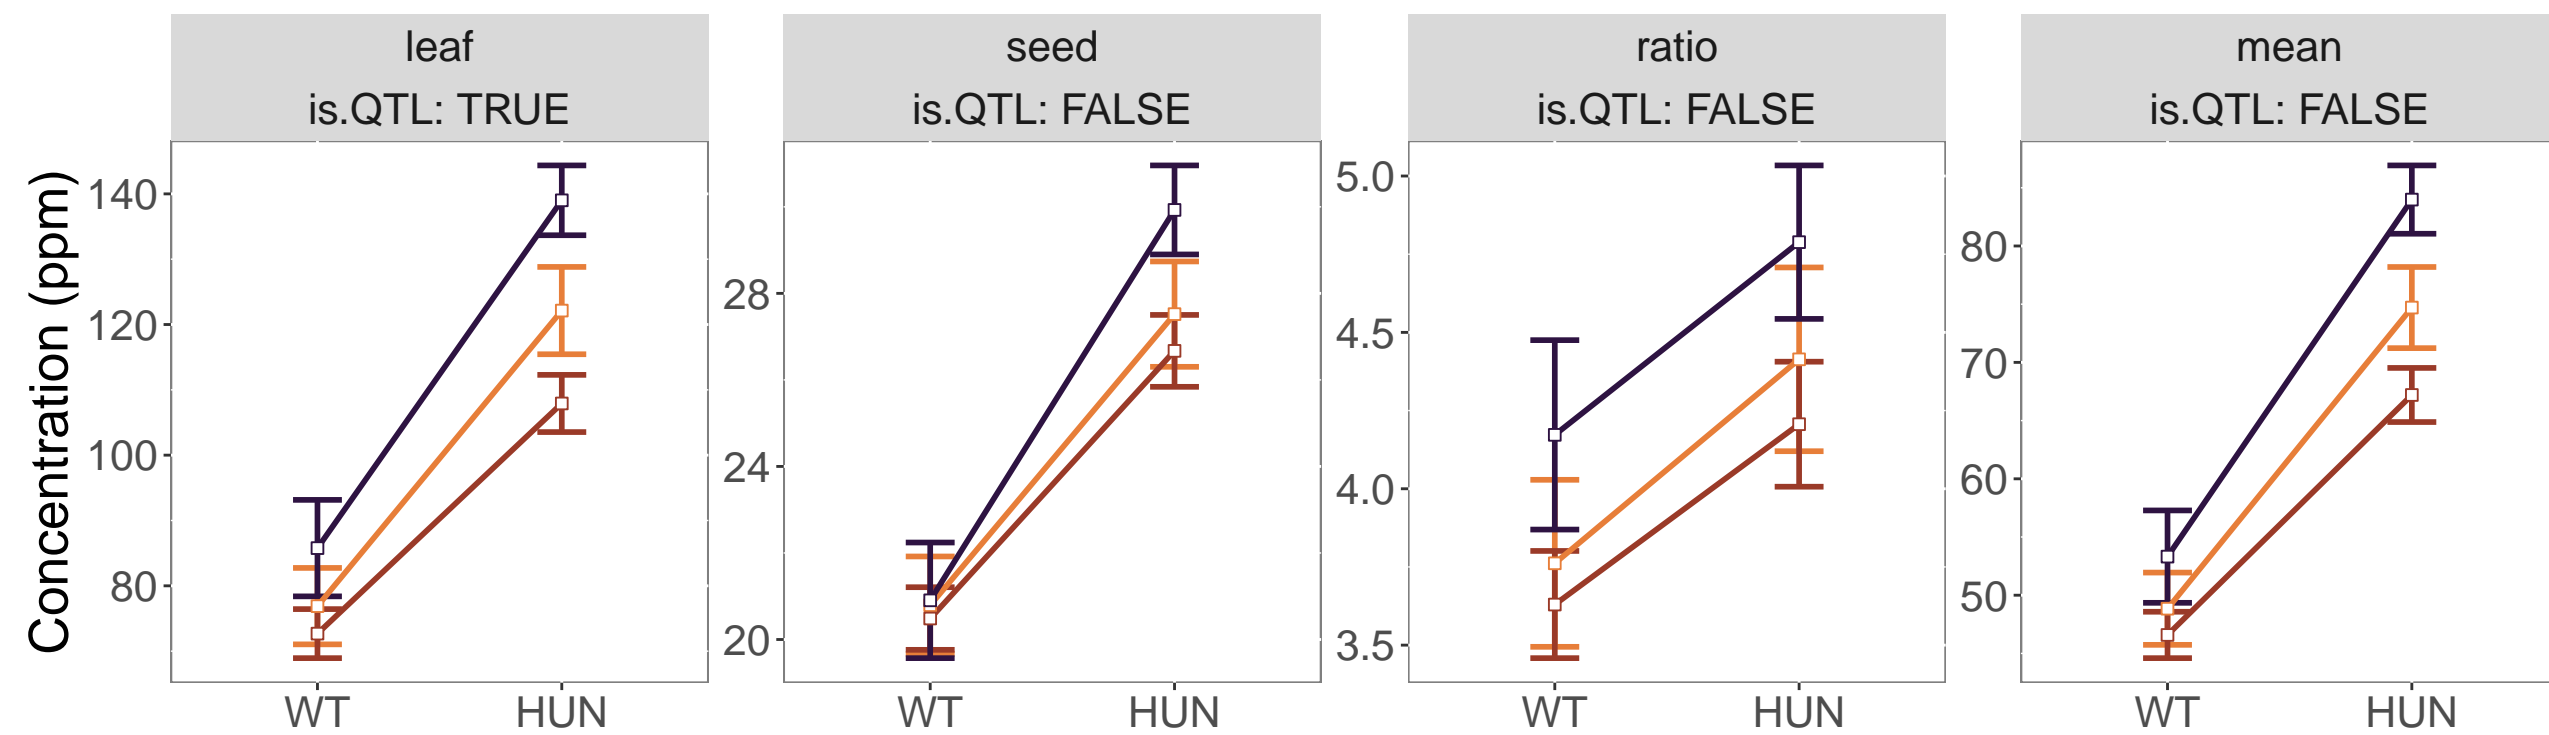 leaf
is.QTL: TRUE
seed
is.QTL: FALSE
ratio
is.QTL: FALSE
mean
is.QTL: FALSE
Concentration (ppm)
140
120
100
80
WT
HUN
28
24
20
WT
HUN
5.0
4.5
4.0
3.5
WT
HUN
80
70
60
50
WT
HUN